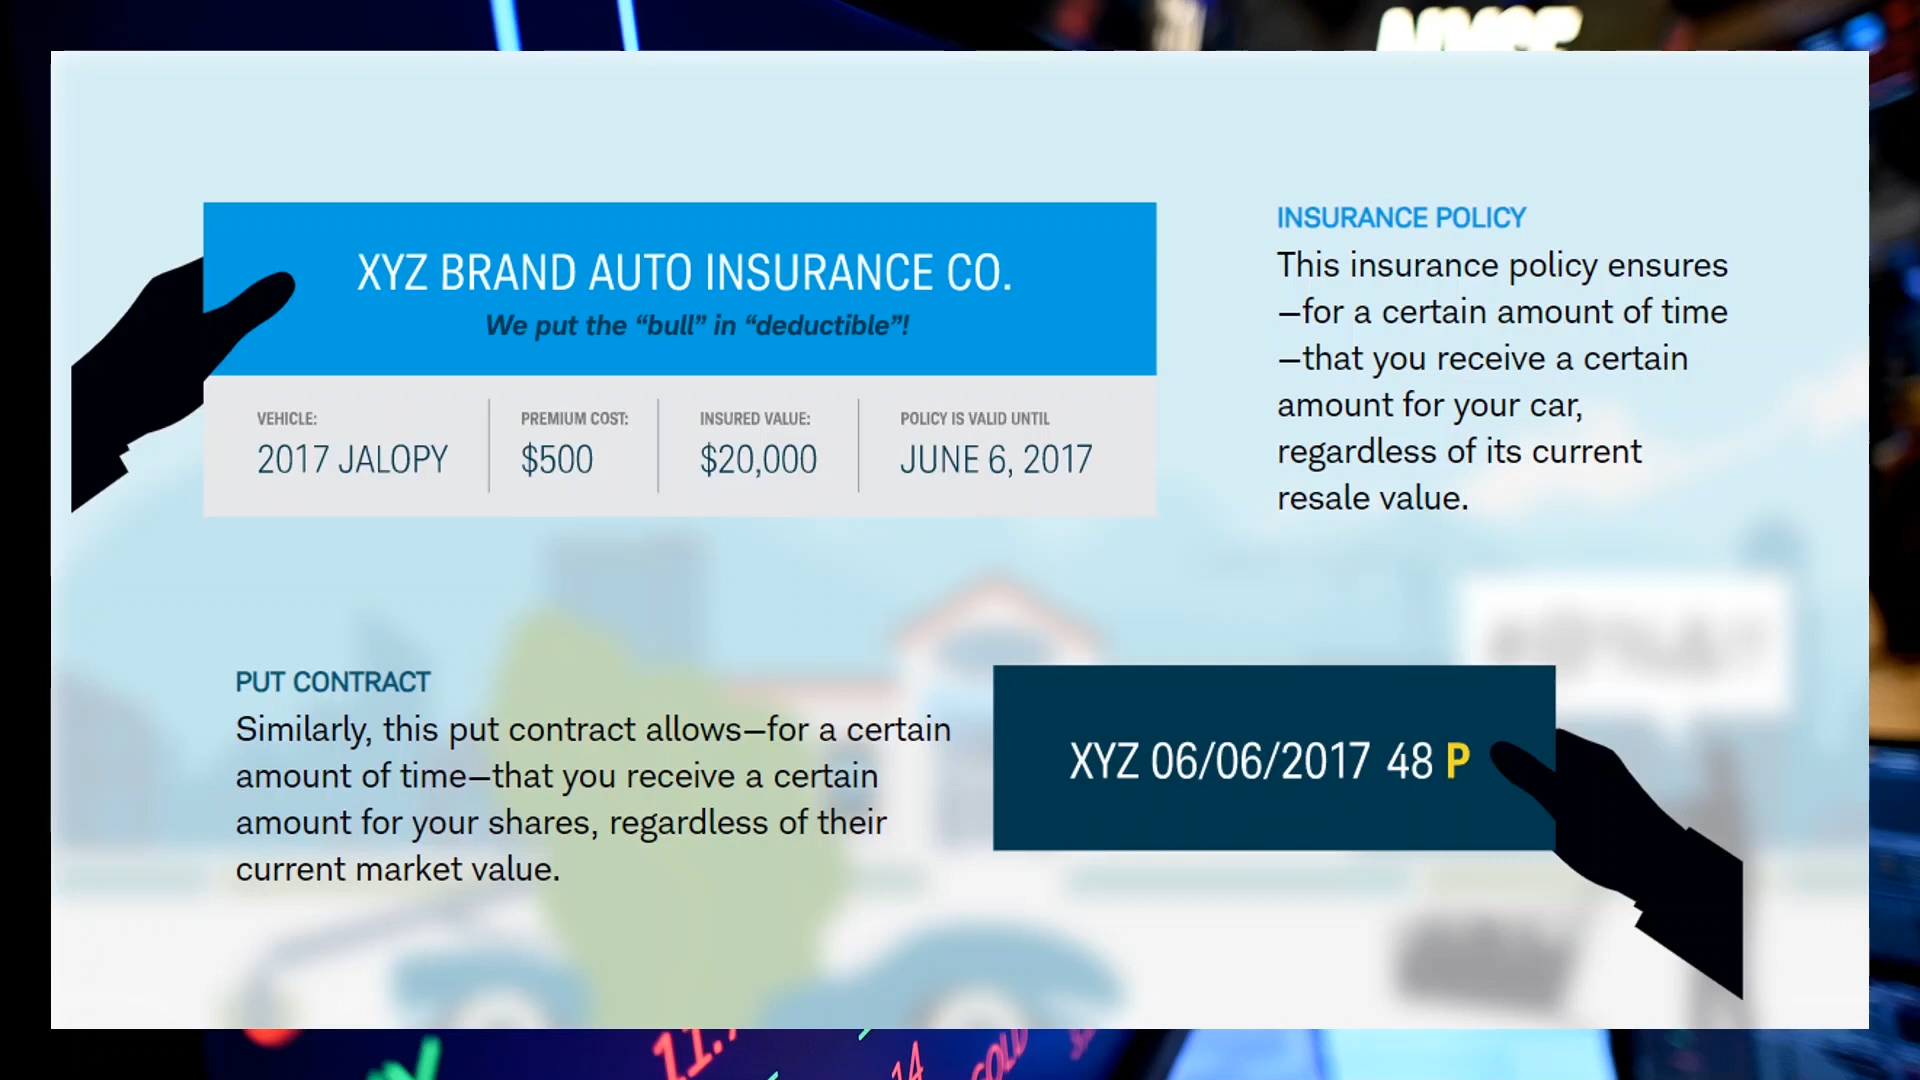 NYSE
XYZ BRAND AUTO INSURANCE CO.
We put the “bull” in “deductible”!
VEHICLE:
2017 JALOPY
PREMIUM COST:
$500
INSURED VALUE:
$20,000
POLICY IS VALID UNTIL
JUNE 6, 2017
INSURANCE POLICY
This insurance policy ensures
—for a certain amount of time
—that you receive a certain
amount for your car,
regardless of its current
resale value.
PUT CONTRACT
Similarly, this put contract allows—for a certain
amount of time—that you receive a certain
amount for your shares, regardless of their
current market value.
XYZ 06/06/2017 48 P
14
GOLD